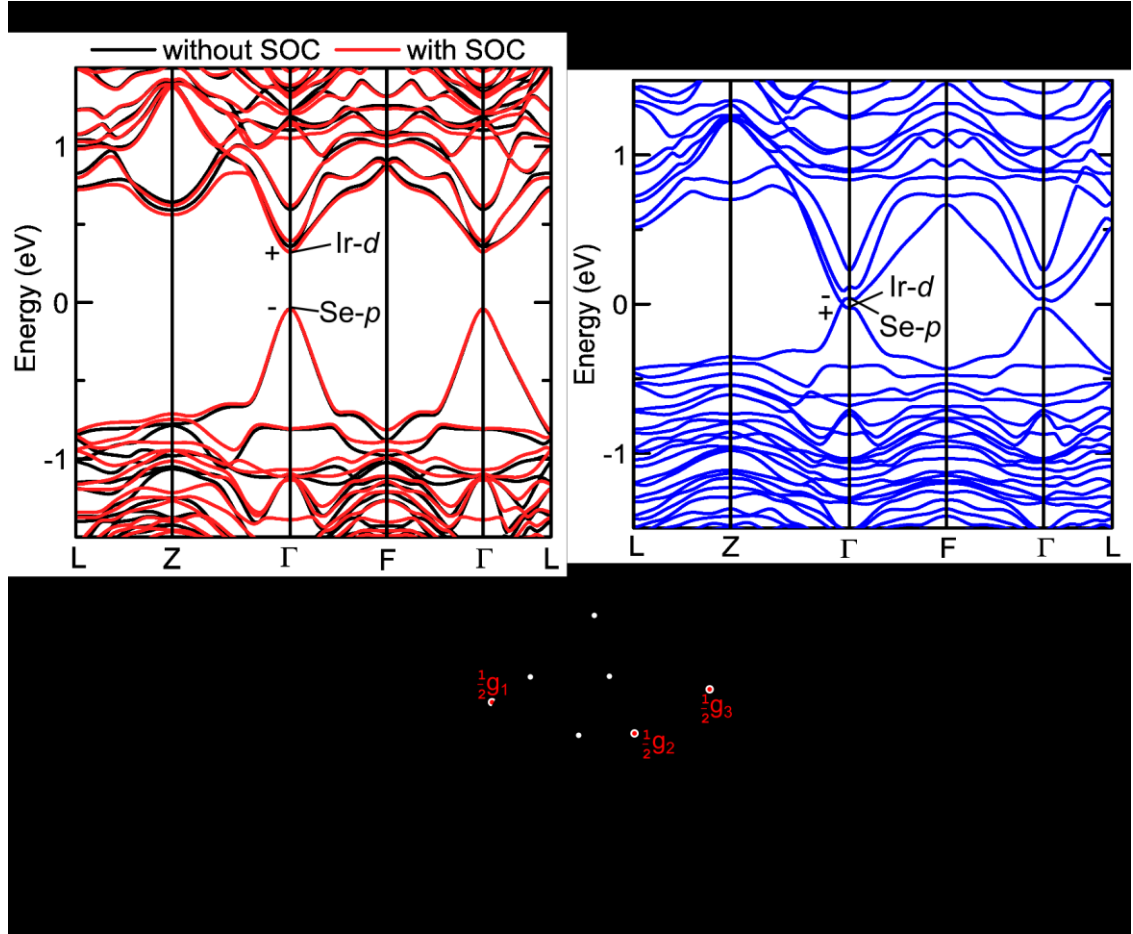 without SOC with SOC
Energy (eV)
1
0
-1
+ Ir-d
- Se-p
L Z Γ F Γ L
Energy (eV)
1
0
-1
- Ir-d
+ Se-p
L Z Γ F Γ L
½g₁
½g₂
½g₃